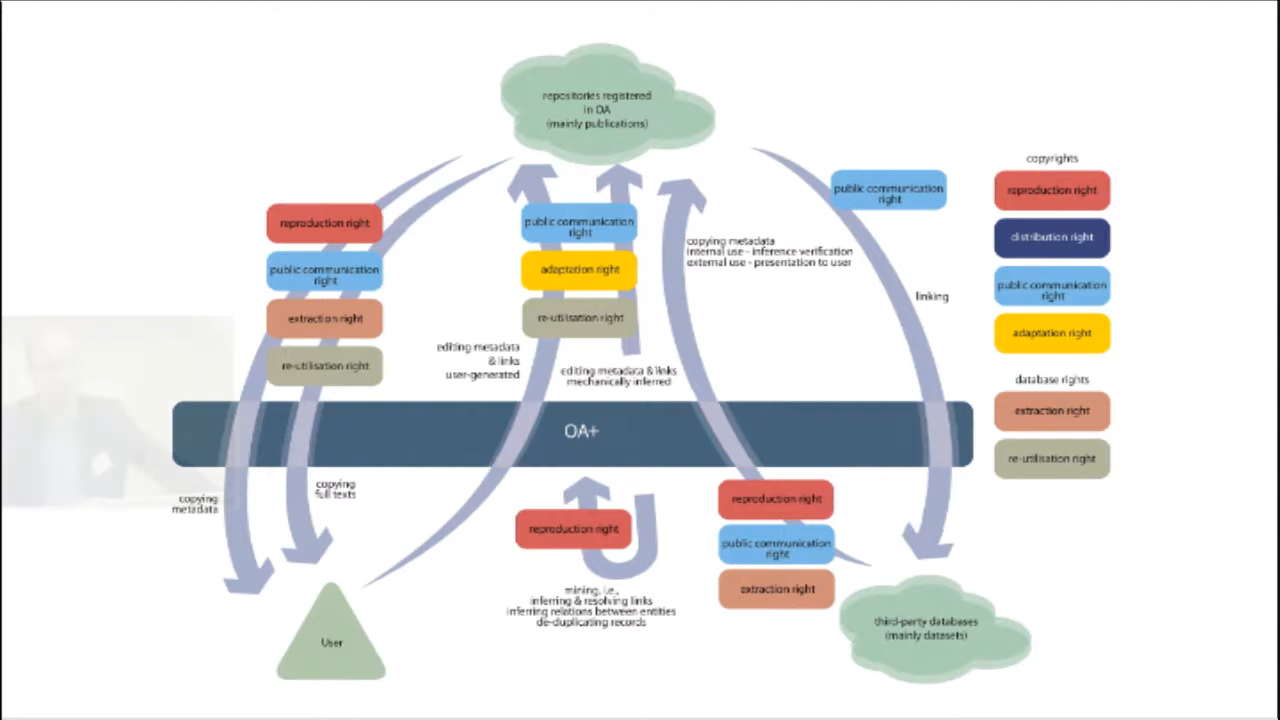 repositories registered
in OA
(mainly publications)
copyrights
reproduction right
distribution right
public communication
right
adaptation right
database rights
extraction right
re-utilisation right
public communication
right
linking
reproduction right
public communication
right
extraction right
re-utilisation right
public communication
right
adaptation right
re-utilisation right
copying metadata
internal use - inference verification
external use - presentation to user
editing metadata
& links
user-generated
editing metadata & links
mechanically inferred
OA+
copying
metadata
copying
full texts
reproduction right
mining, i.e.,
inferring & resolving links
inferring relations between entities
de-duplicating records
reproduction right
public communication
right
extraction right
User
third-party databases
(mainly datasets)